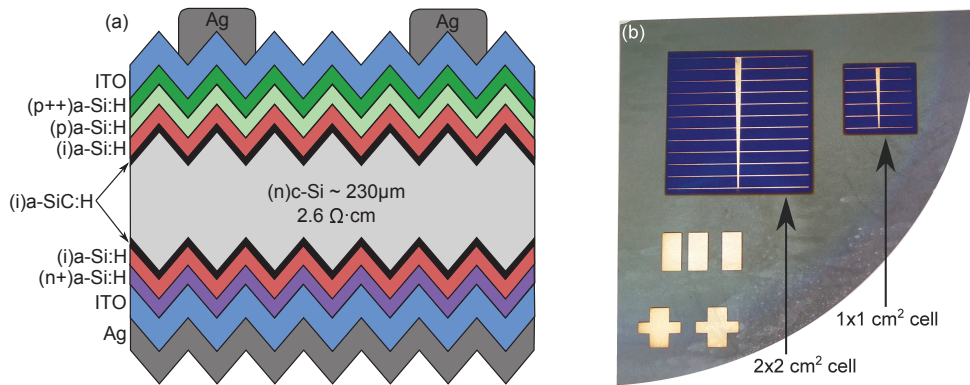 Ag
Ag
(a)
ITO
(p++)a-Si:H
(p)a-Si:H
(i)a-Si:H
(i)a-SiC:H
(n)c-Si ~ 230µm
2.6 Ω·cm
(i)a-Si:H
(n+)a-Si:H
ITO
Ag
(b)
1x1 cm² cell
2x2 cm² cell